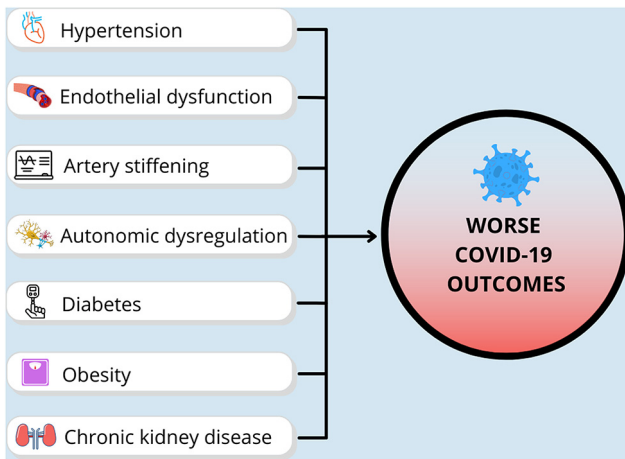 Hypertension
Endothelial dysfunction
Artery stiffening
Autonomic dysregulation
Diabetes
Obesity
Chronic kidney disease
WORSE
COVID-19
OUTCOMES